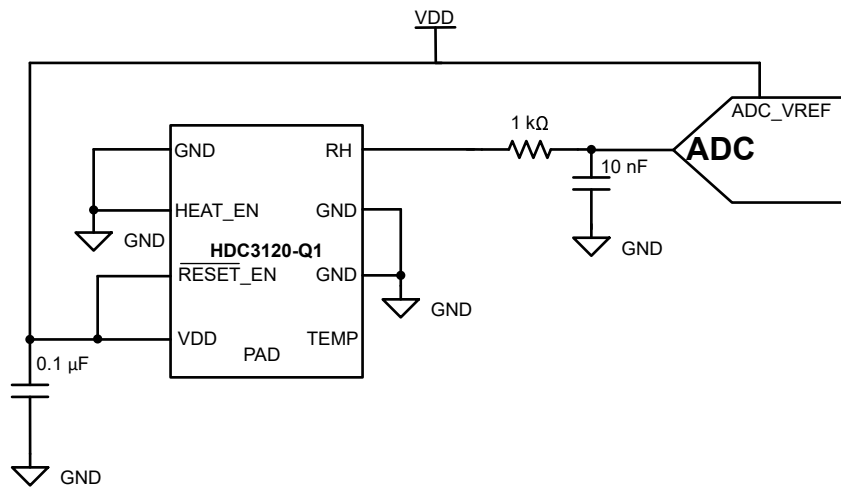 VDD
ADC_VREF
1 kΩ
ADC
GND
RH
10 nF
HEAT_EN
GND
GND
GND
HDC3120-Q1
RESET_EN
GND
GND
VDD
TEMP
0.1 µF
PAD
GND